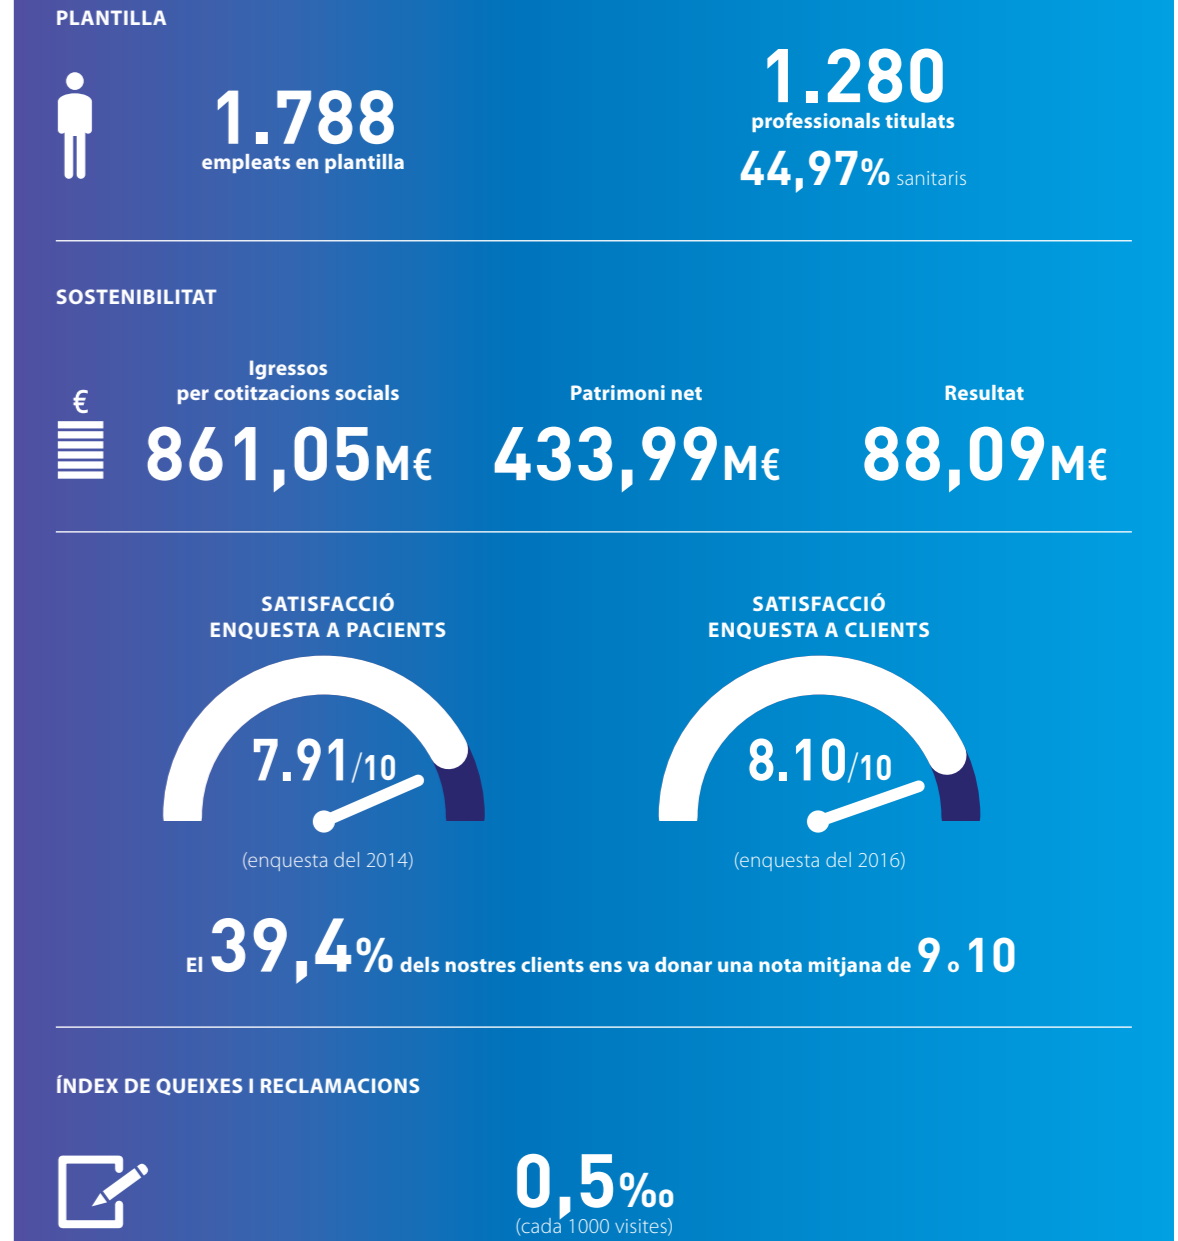 PLANTILLA
1.788
empleats en plantilla
1.280
professionals titulats
44,97% sanitaris
SOSTENIBILITAT
€
Igressos
per cotitzacions socials
861,05M€
Patrimoni net
433,99M€
Resultat
88,09M€
SATISFACCIÓ
ENQUESTA A PACIENTS
7.91/10
(enquesta del 2014)
SATISFACCIÓ
ENQUESTA A CLIENTS
8.10/10
(enquesta del 2016)
El 39,4% dels nostres clients ens va donar una nota mitjana de 9 o 10
ÍNDEX DE QUEIXES I RECLAMACIONS
0,5‰
(cada 1000 visites)